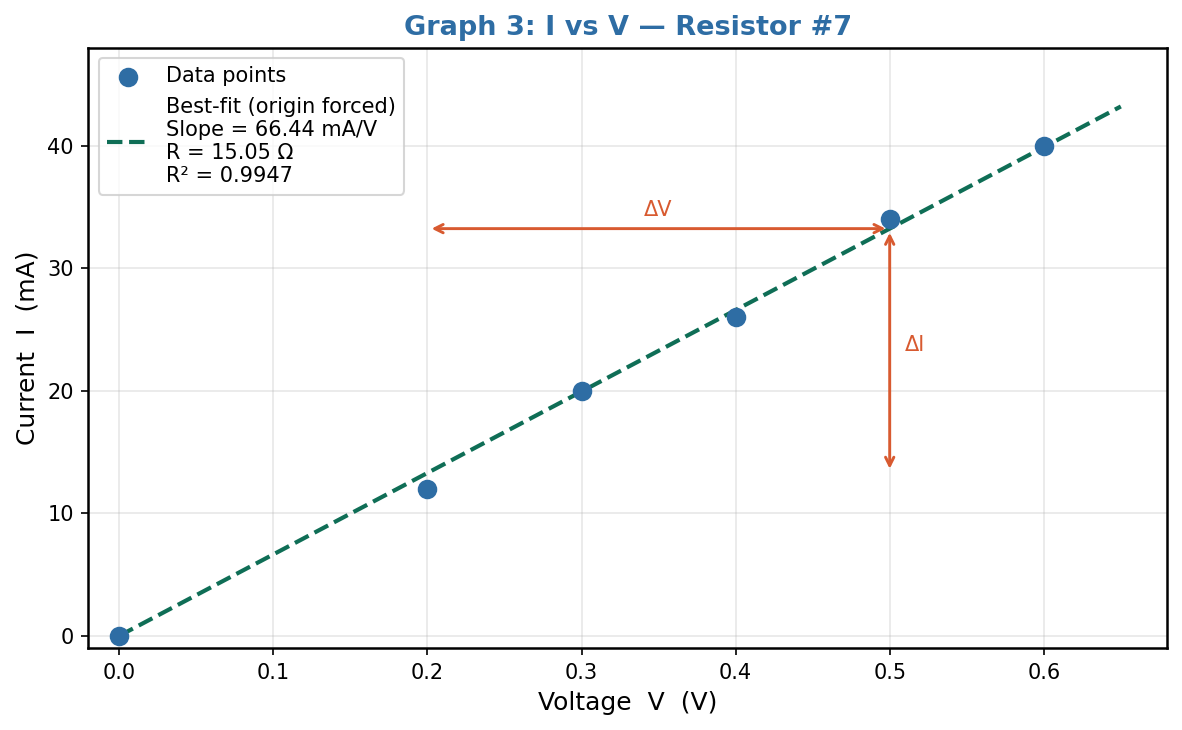 Graph 3: I vs V — Resistor #7
Data points
Best-fit (origin forced)
Slope = 66.44 mA/V
R = 15.05 Ω
R² = 0.9947
ΔV
ΔI
Current I (mA)
40
30
20
10
0
0.0 0.1 0.2 0.3 0.4 0.5 0.6
Voltage V (V)